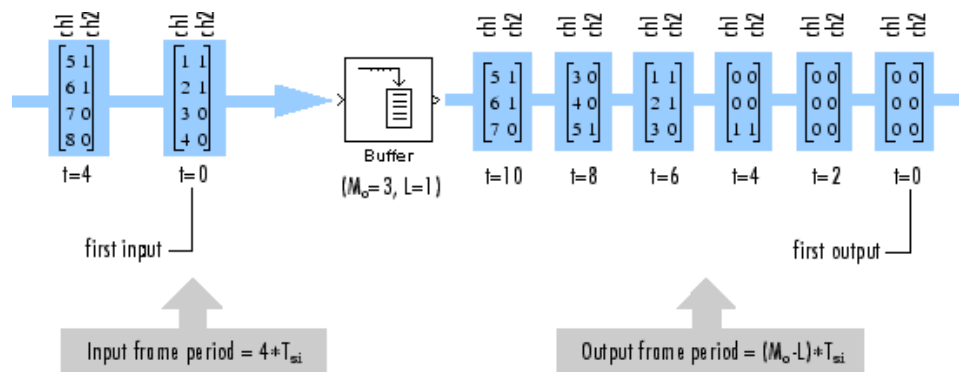 ch1 ch2 ch1 ch2 ch1 ch2 ch1 ch2 ch1 ch2 ch1 ch2 ch1 ch2 ch1 ch2
5 1 1 1 5 1 3 0 1 1 0 0 0 0 0 0
6 1 2 1 6 1 4 0 2 1 0 0 0 0 0 0
7 0 3 0 7 0 5 1 3 0 1 1 0 0 0 0
8 0 4 0
Buffer
t=4 t=0 (Mₒ=3, L=1) t=10 t=8 t=6 t=4 t=2 t=0
first input first output
Input frame period = 4*Tₛᵢ Output frame period = (Mₒ-L)*Tₛᵢ